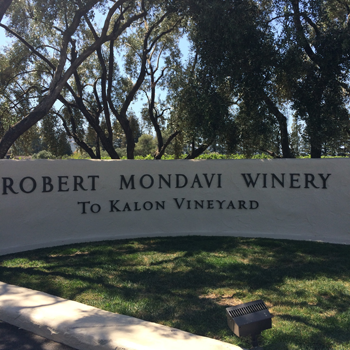 ROBERT MONDAVI WINERY
TO KALON VINEYARD